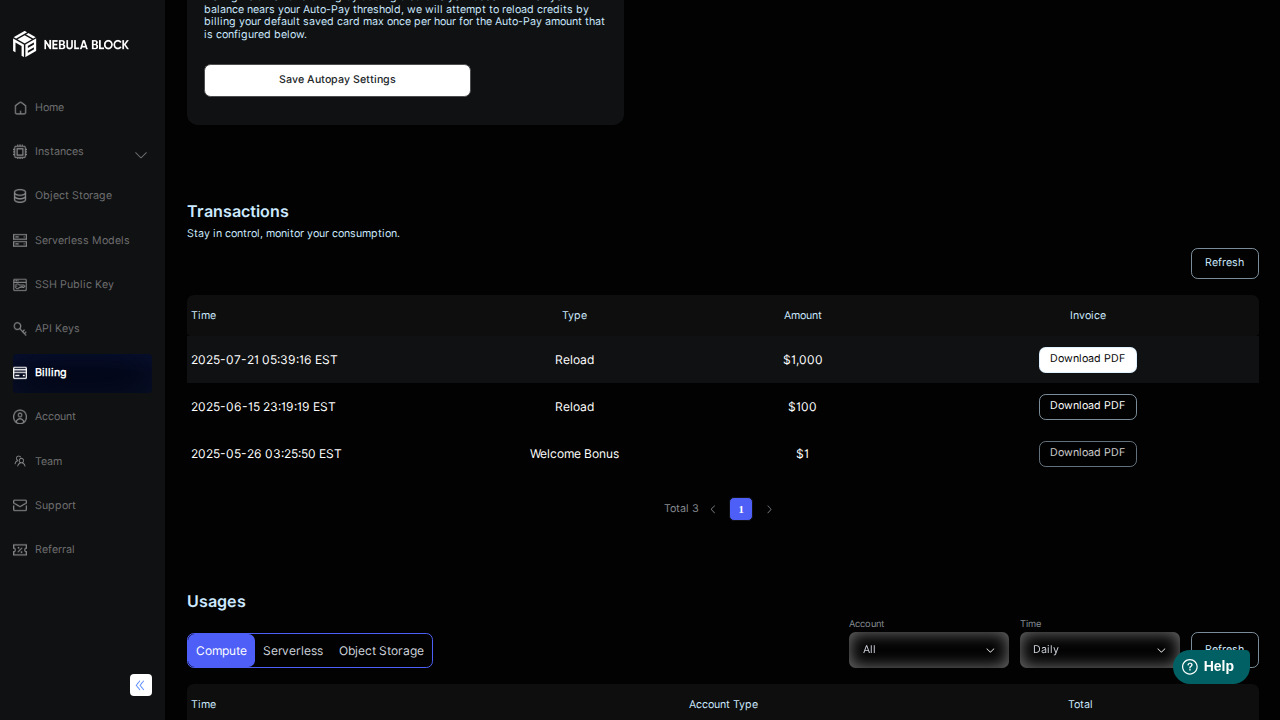 NEBULA BLOCK
Home
Instances
Object Storage
Serverless Models
SSH Public Key
API Keys
Billing
Account
Team
Support
Referral
balance nears your Auto-Pay threshold, we will attempt to reload credits by
billing your default saved card max once per hour for the Auto-Pay amount that
is configured below.
Save Autopay Settings
Transactions
Stay in control, monitor your consumption.
Refresh
Time Type Amount Invoice
2025-07-21 05:39:16 EST Reload $1,000 Download PDF
2025-06-15 23:19:19 EST Reload $100 Download PDF
2025-05-26 03:25:50 EST Welcome Bonus $1 Download PDF
Total 3 1
Usages
Account Time
Compute Serverless Object Storage All Daily Refresh
Help
Time Account Type Total